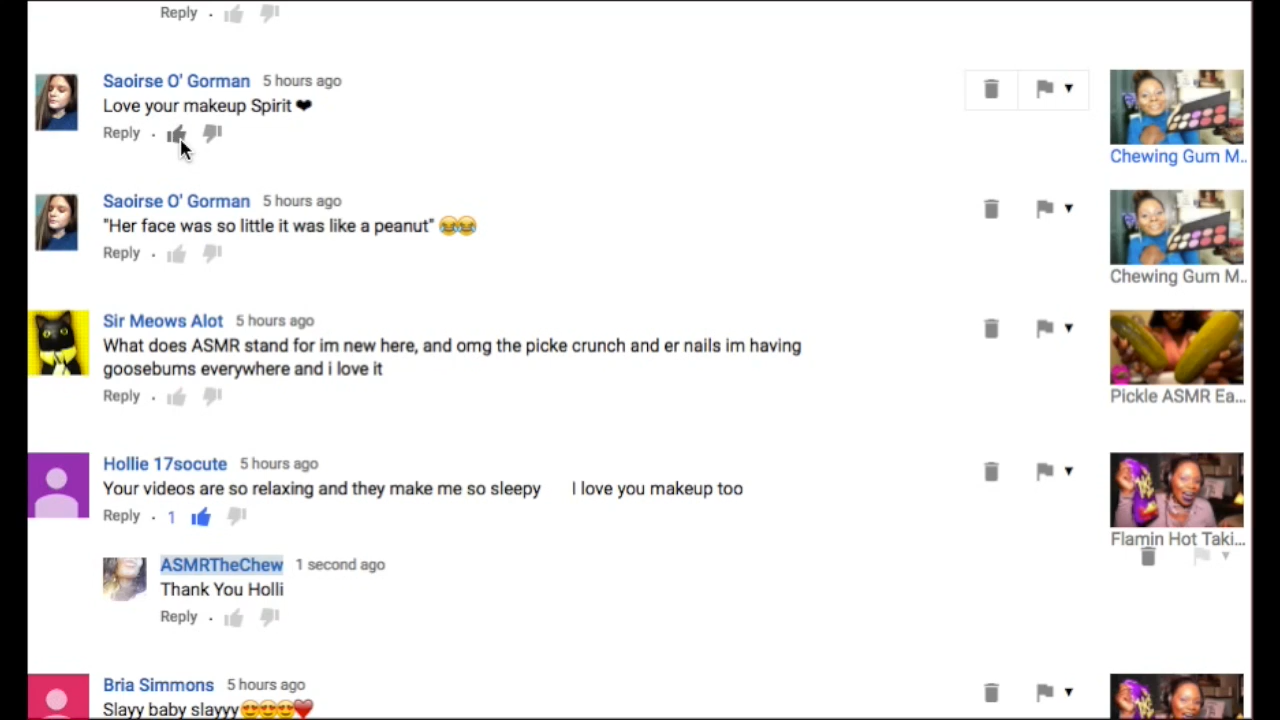 Reply ·
Saoirse O' Gorman 5 hours ago
Love your makeup Spirit ❤
Reply ·
Chewing Gum M..
Saoirse O' Gorman 5 hours ago
"Her face was so little it was like a peanut" 😂😂
Reply ·
Chewing Gum M..
Sir Meows Alot 5 hours ago
What does ASMR stand for im new here, and omg the picke crunch and er nails im having
goosebums everywhere and i love it
Reply ·
Pickle ASMR Ea...
Hollie 17socute 5 hours ago
Your videos are so relaxing and they make me so sleepy I love you makeup too
Reply · 1
Flamin Hot Taki...
ASMRTheChew 1 second ago
Thank You Holli
Reply ·
Bria Simmons 5 hours ago
Slayy baby slayyy😍😍😍❤️